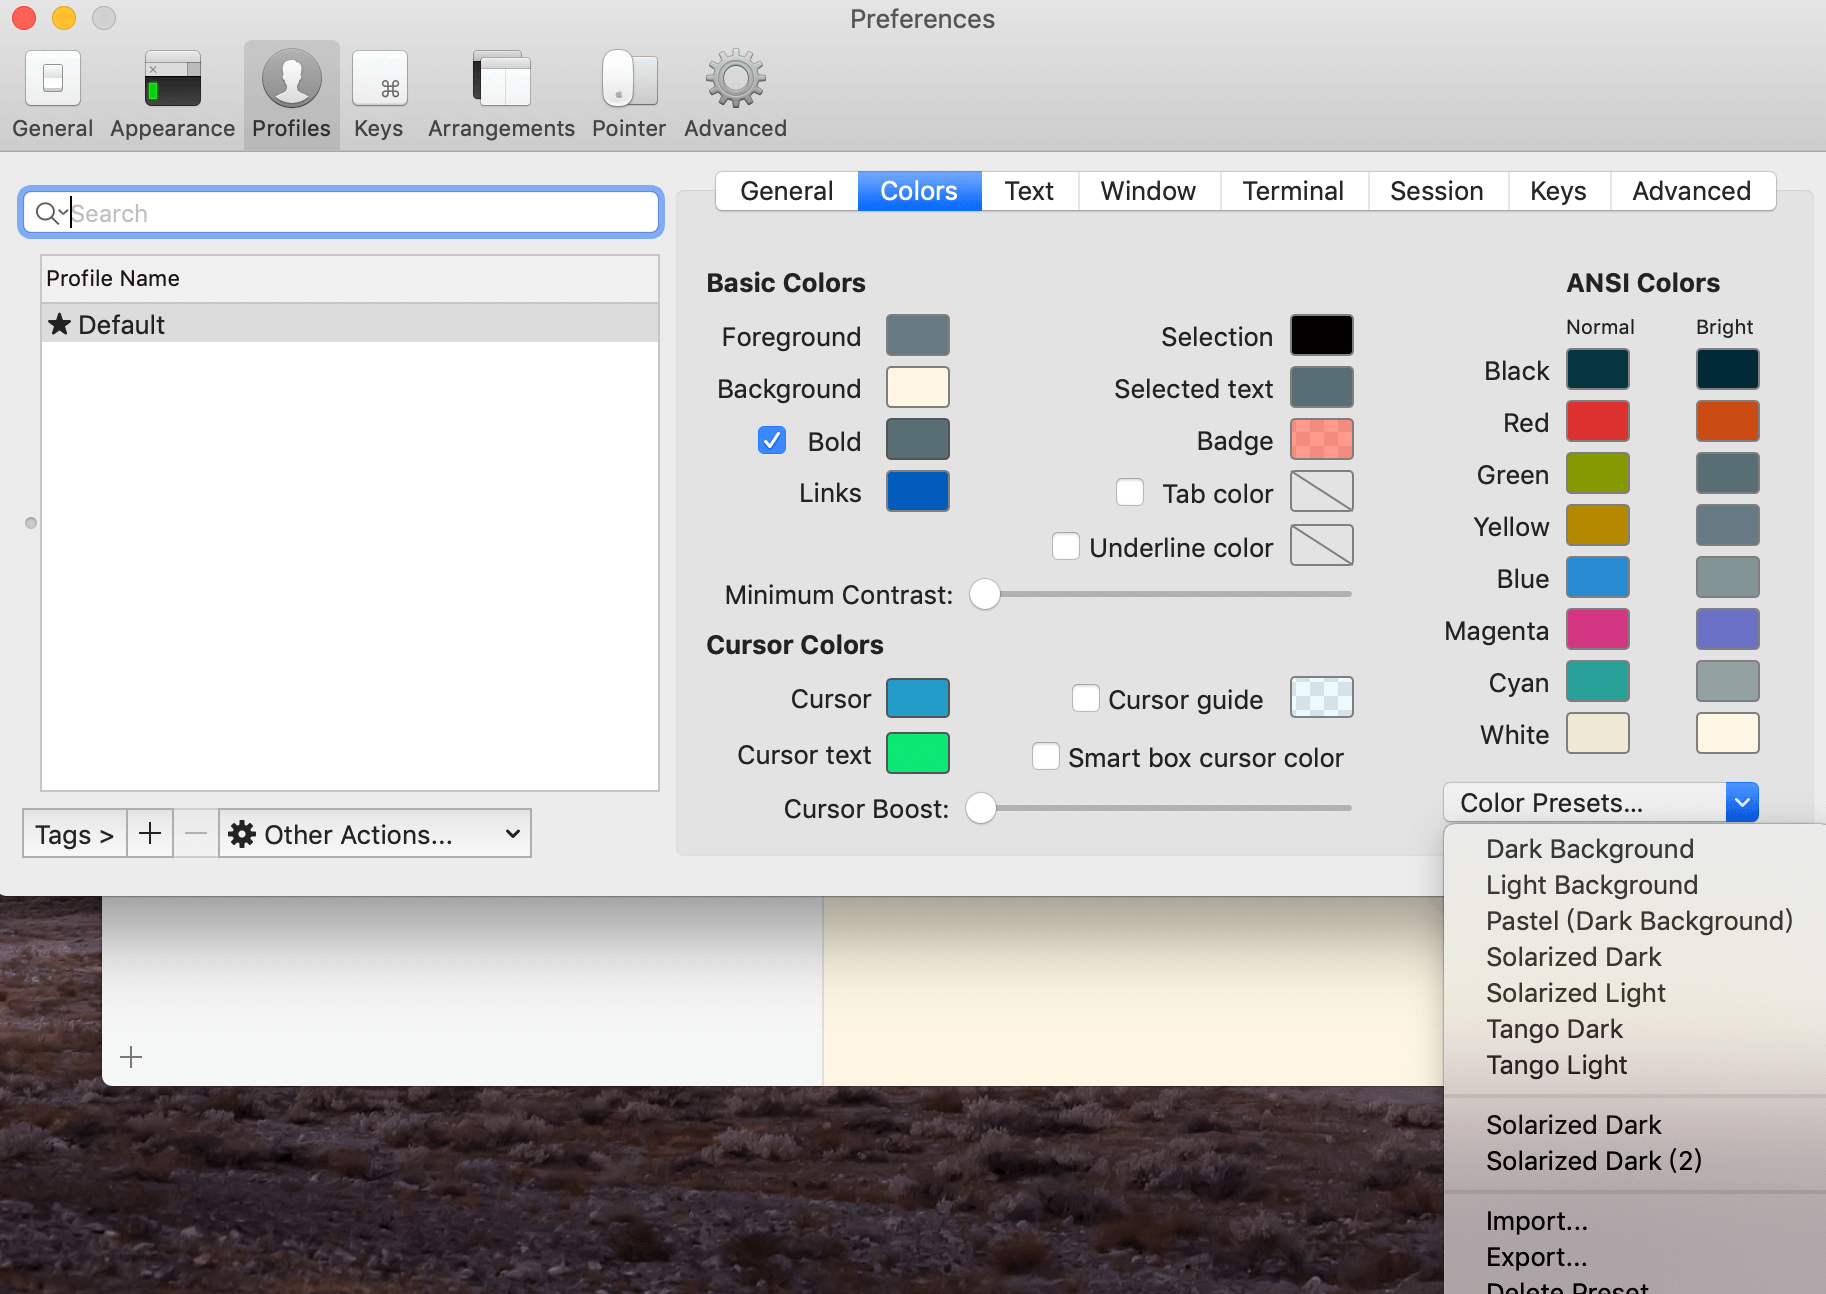 Preferences
General
Appearance
Profiles
Keys
Arrangements
Pointer
Advanced
Search
Profile Name
★ Default
Tags >
Other Actions...
General
Colors
Text
Window
Terminal
Session
Keys
Advanced
Basic Colors
Foreground
Background
Bold
Links
Selection
Selected text
Badge
Tab color
Underline color
Minimum Contrast:
Cursor Colors
Cursor
Cursor text
Cursor guide
Smart box cursor color
Cursor Boost:
ANSI Colors
Normal Bright
Black
Red
Green
Yellow
Blue
Magenta
Cyan
White
Color Presets...
Dark Background
Light Background
Pastel (Dark Background)
Solarized Dark
Solarized Light
Tango Dark
Tango Light
Solarized Dark
Solarized Dark (2)
Import...
Export...
Delete Preset